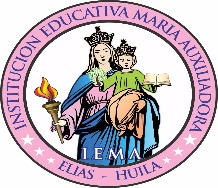 INSTITUCION EDUCATIVA MARIA AUXILIADORA
IEMA
ELIAS - HUILA